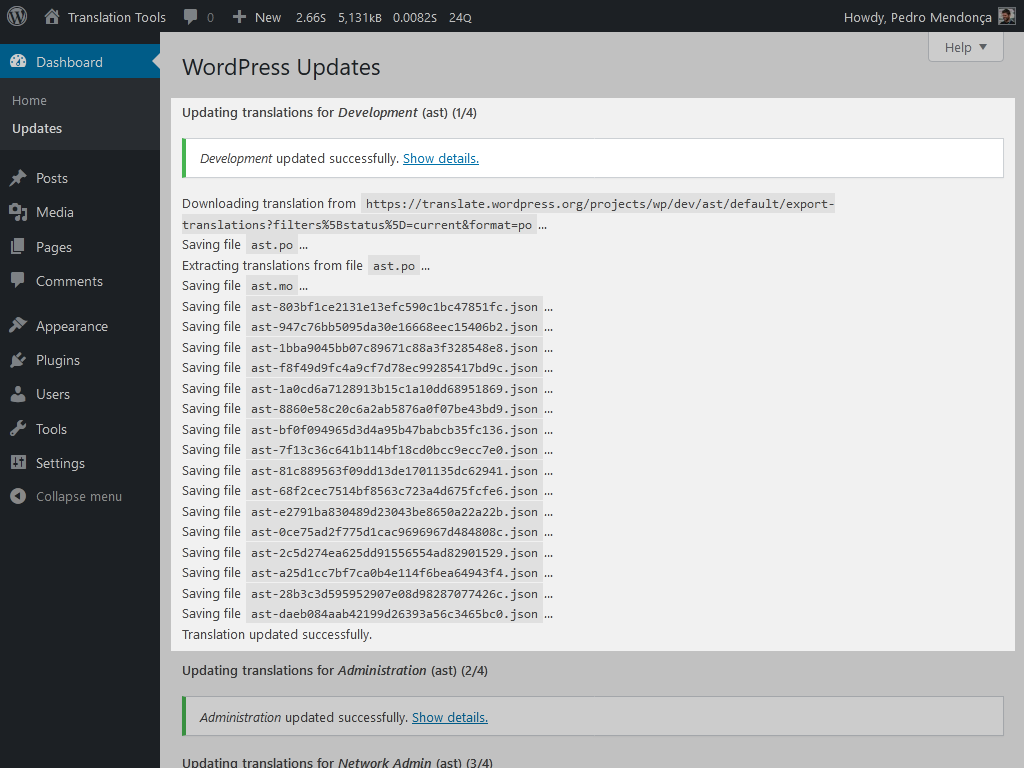 Translation Tools 0 New 2.66s 5,131kB 0.0082s 24Q Howdy, Pedro Mendonça
Help
Dashboard
Home
Updates
Posts
Media
Pages
Comments
Appearance
Plugins
Users
Tools
Settings
Collapse menu
WordPress Updates
Updating translations for Development (ast) (1/4)
Development updated successfully. Show details.
Downloading translation from https://translate.wordpress.org/projects/wp/dev/ast/default/export-
translations?filters%5Bstatus%5D=current&format=po ...
Saving file ast.po ...
Extracting translations from file ast.po ...
Saving file ast.mo ...
Saving file ast-803bf1ce2131e13efc590c1bc47851fc.json ...
Saving file ast-947c76bb5095da30e16668eec15406b2.json ...
Saving file ast-1bba9045bb07c89671c88a3f328548e8.json ...
Saving file ast-f8f49d9fc4a9cf7d78ec99285417bd9c.json ...
Saving file ast-1a0cd6a7128913b15c1a10dd68951869.json ...
Saving file ast-8860e58c20c6a2ab5876a0f07be43bd9.json ...
Saving file ast-bf0f094965d3d4a95b47babcb35fc136.json ...
Saving file ast-7f13c36c641b114bf18cd0bcc9ecc7e0.json ...
Saving file ast-81c889563f09dd13de1701135dc62941.json ...
Saving file ast-68f2cec7514bf8563c723a4d675fcfe6.json ...
Saving file ast-e2791ba830489d23043be8650a22a22b.json ...
Saving file ast-0ce75ad2f775d1cac9696967d484808c.json ...
Saving file ast-2c5d274ea625dd91556554ad82901529.json ...
Saving file ast-a25d1cc7bf7ca0b4e114f6bea64943f4.json ...
Saving file ast-28b3c3d595952907e08d98287077426c.json ...
Saving file ast-daeb084aab42199d26393a56c3465bc0.json ...
Translation updated successfully.
Updating translations for Administration (ast) (2/4)
Administration updated successfully. Show details.
Updating translations for Network Admin (ast) (3/4)